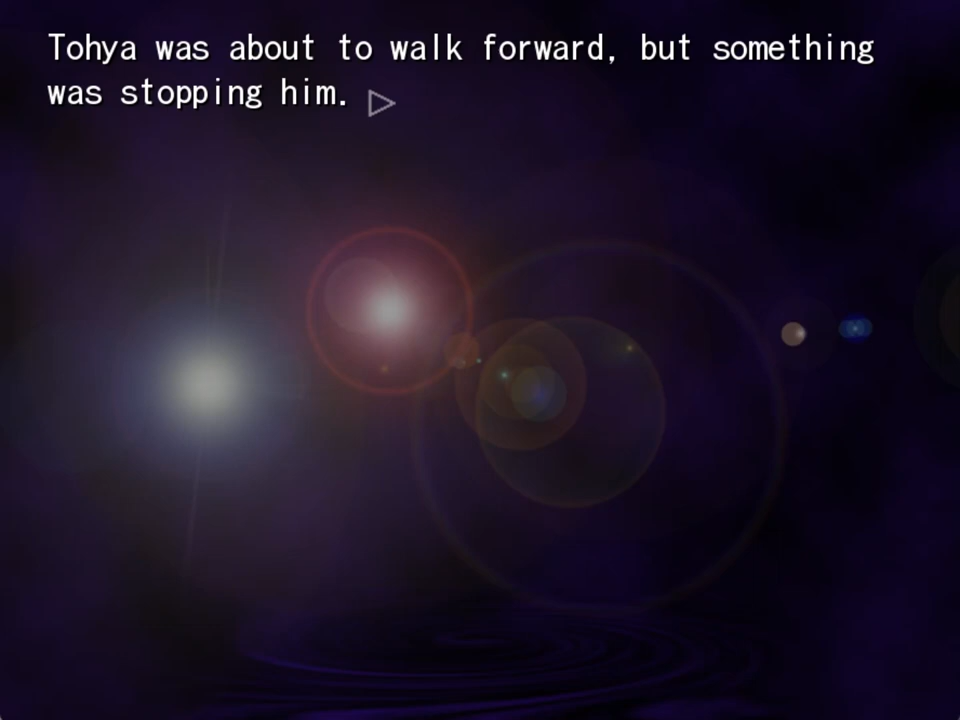 Tohya was about to walk forward, but something
was stopping him.